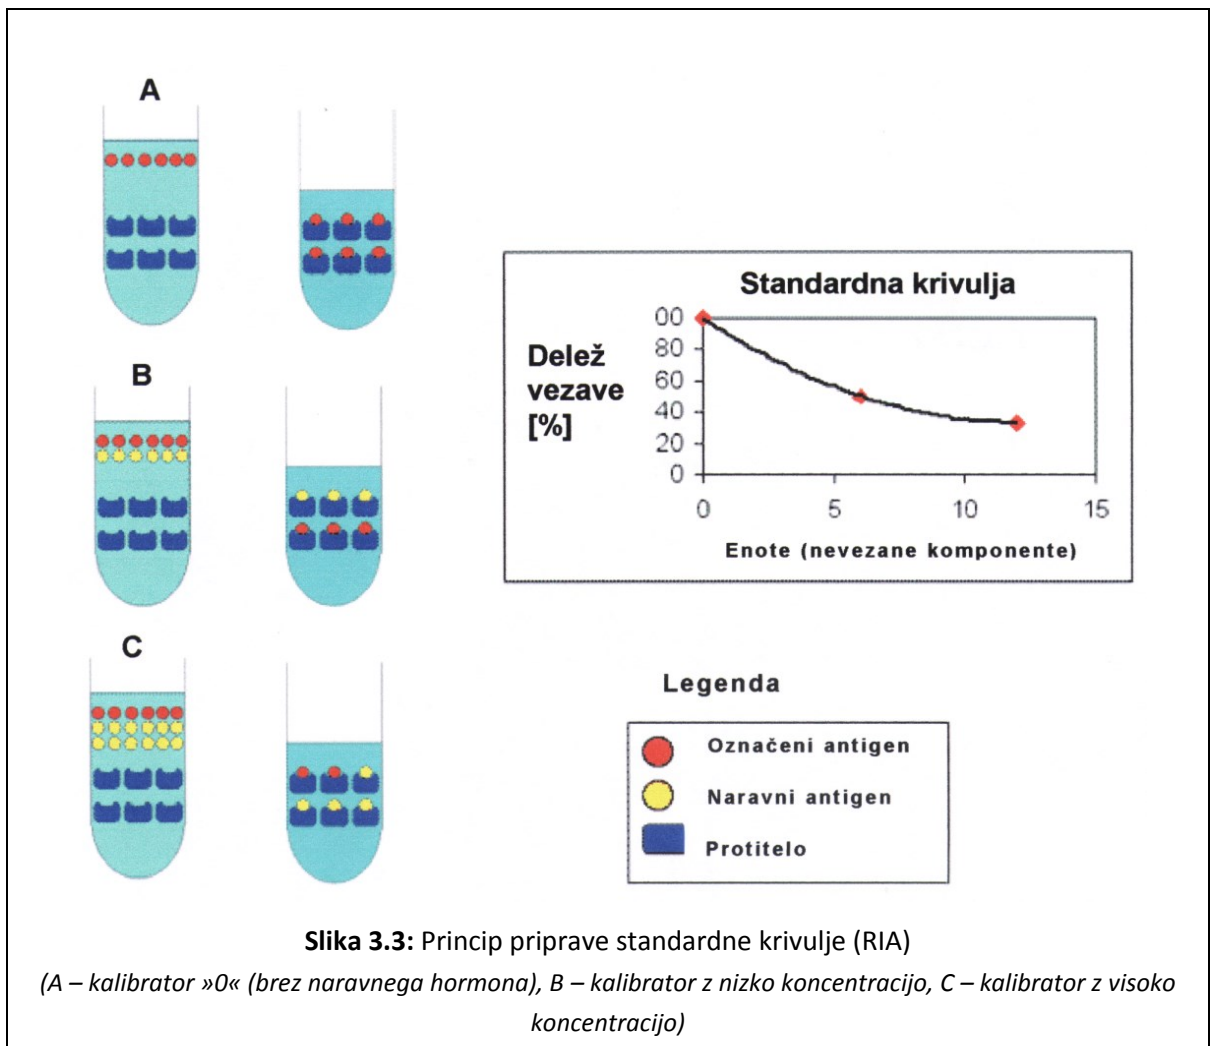 A
B
C
Standardna krivulja
Delež
vezave
[%]
00
80
60
40
20
0
0
5
10
15
Enote (nevezane komponente)
Legenda
Označeni antigen
Naravni antigen
Protitelo
Slika 3.3: Princip priprave standardne krivulje (RIA)
(A – kalibrator »0« (brez naravnega hormona), B – kalibrator z nizko koncentracijo, C – kalibrator z visoko
koncentracijo)